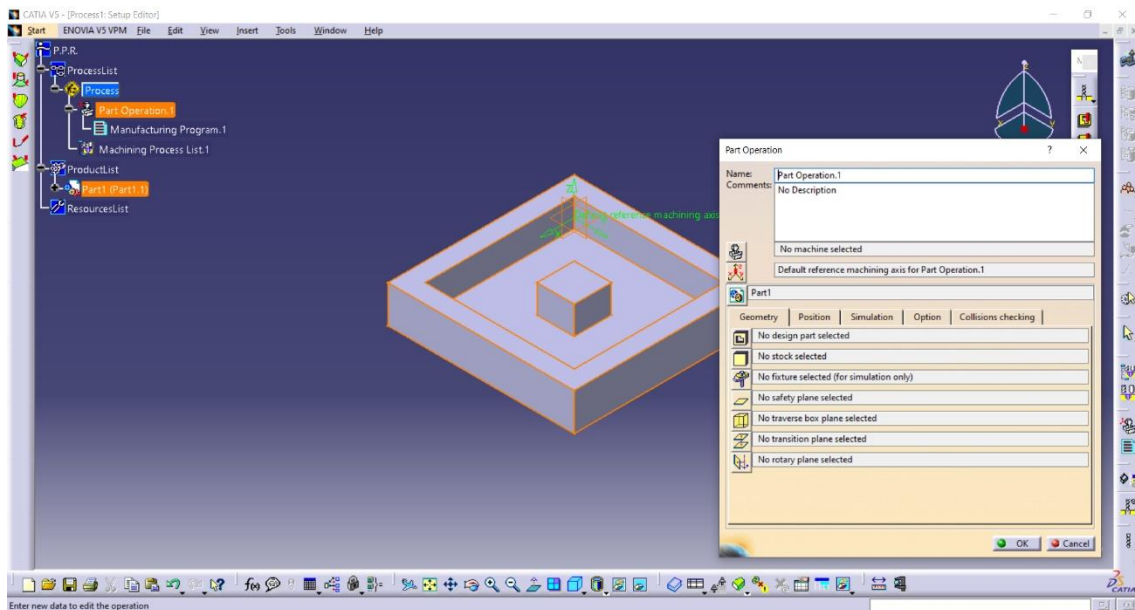 CATIA V5 - [Process1: Setup Editor]
Start ENOVIA V5 VPM File Edit View Insert Tools Window Help
P.P.R.
ProcessList
Process
Part Operation.1
Manufacturing Program.1
Machining Process List.1
ProductList
Part1 (Part1.1)
ResourcesList
reference machining axis
Part Operation
Name: Part Operation.1
Comments: No Description
No machine selected
Default reference machining axis for Part Operation.1
Part1
Geometry Position Simulation Option Collisions checking
No design part selected
No stock selected
No fixture selected (for simulation only)
No safety plane selected
No traverse box plane selected
No transition plane selected
No rotary plane selected
OK Cancel
Enter new data to edit the operation
CATIA